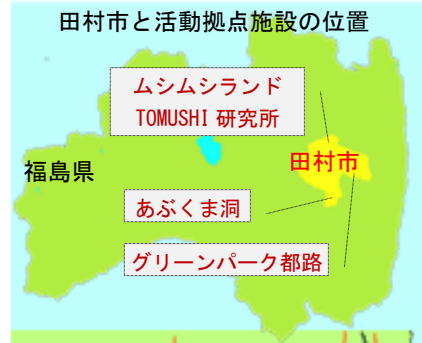 田村市と活動拠点施設の位置
ムシムシランド
TOMUSHI 研究所
田村市
福島県
あぶくま洞
グリーンパーク都路